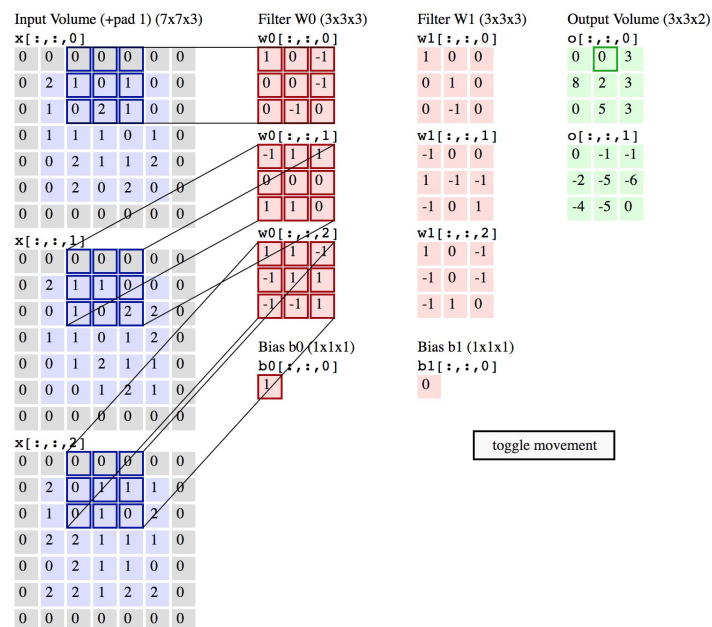 Input Volume (+pad 1) (7x7x3)
x[:,:,0]
0 0 0 0 0 0 0
0 2 1 0 1 0 0
0 1 0 2 1 0 0
0 1 1 1 0 1 0
0 0 2 1 1 2 0
0 0 2 0 2 0 0
0 0 0 0 0 0 0
x[:,:,1]
0 0 0 0 0 0 0
0 2 1 1 0 0 0
0 0 1 0 2 2 0
0 1 1 0 1 2 0
0 0 1 2 1 1 0
0 0 0 1 2 1 0
0 0 0 0 0 0 0
x[:,:,2]
0 0 0 0 0 0 0
0 2 0 1 1 1 0
0 1 0 1 0 2 0
0 2 2 1 1 1 0
0 0 2 1 1 0 0
0 2 2 1 2 2 0
0 0 0 0 0 0 0
Filter W0 (3x3x3)
w0[:,:,0]
1 0 -1
0 0 -1
0 -1 0
w0[:,:,1]
-1 1 1
0 0 0
1 1 0
w0[:,:,2]
1 1 -1
-1 1 1
-1 -1 1
Bias b0 (1x1x1)
b0[:,:,0]
1
Filter W1 (3x3x3)
w1[:,:,0]
1 0 0
0 1 0
0 -1 0
w1[:,:,1]
-1 0 0
1 -1 -1
-1 0 1
w1[:,:,2]
1 0 -1
-1 0 -1
-1 1 0
Bias b1 (1x1x1)
b1[:,:,0]
0
Output Volume (3x3x2)
o[:,:,0]
0 0 3
8 2 3
0 5 3
o[:,:,1]
0 -1 -1
-2 -5 -6
-4 -5 0
toggle movement